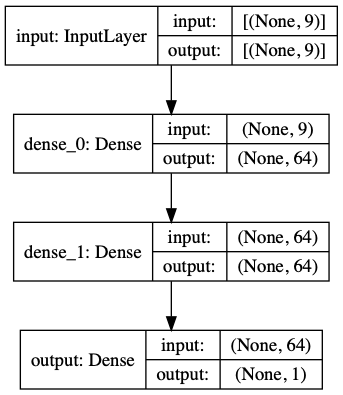 input: InputLayer
input: [(None, 9)]
output: [(None, 9)]
dense_0: Dense
input: (None, 9)
output: (None, 64)
dense_1: Dense
input: (None, 64)
output: (None, 64)
output: Dense
input: (None, 64)
output: (None, 1)